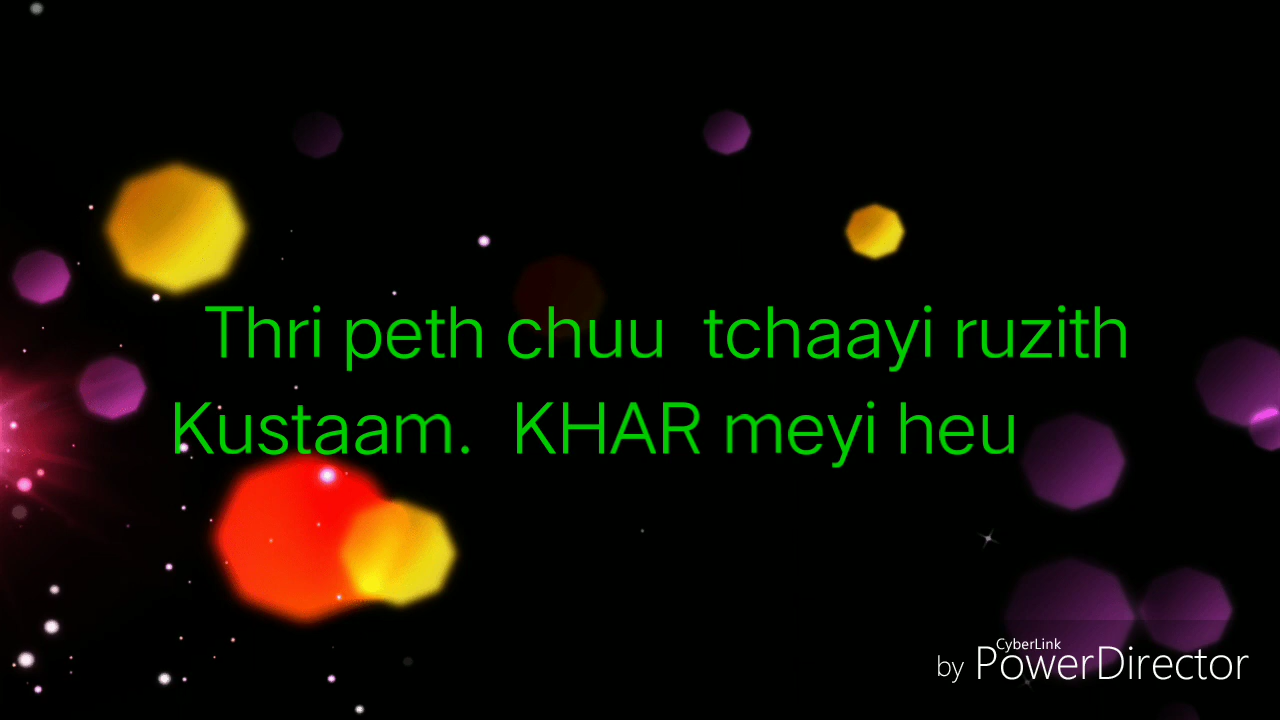 Thri peth chuu tchaayi ruzith
Kustaam. KHAR meyi heu
CyberLink
by PowerDirector